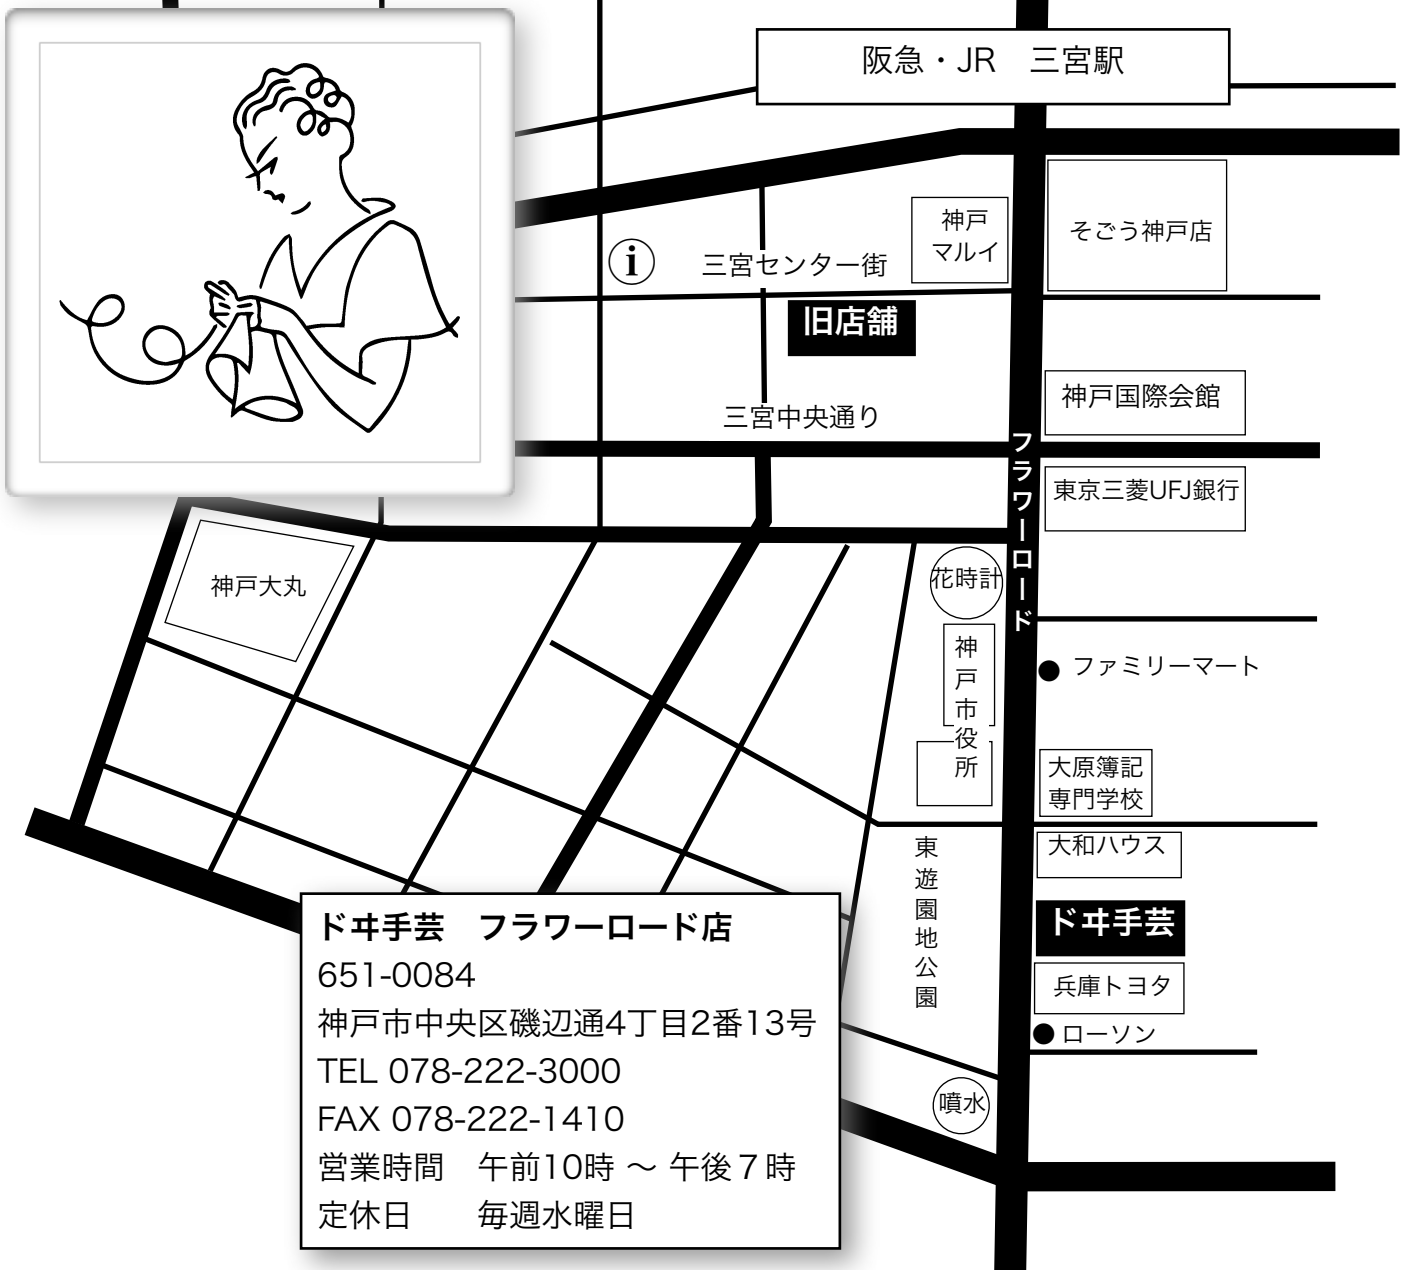 阪急・JR　三宮駅
神戸
マルイ
そごう神戸店
i
三宮センター街
旧店舗
神戸国際会館
三宮中央通り
フラワーロード
東京三菱UFJ銀行
神戸大丸
花時計
神戸市役所
ファミリーマート
大原簿記
専門学校
大和ハウス
東遊園地公園
ドヰ手芸
兵庫トヨタ
ローソン
噴水
ドヰ手芸　フラワーロード店
651-0084
神戸市中央区磯辺通4丁目2番13号
TEL 078-222-3000
FAX 078-222-1410
営業時間　午前10時 ～ 午後７時
定休日　　毎週水曜日